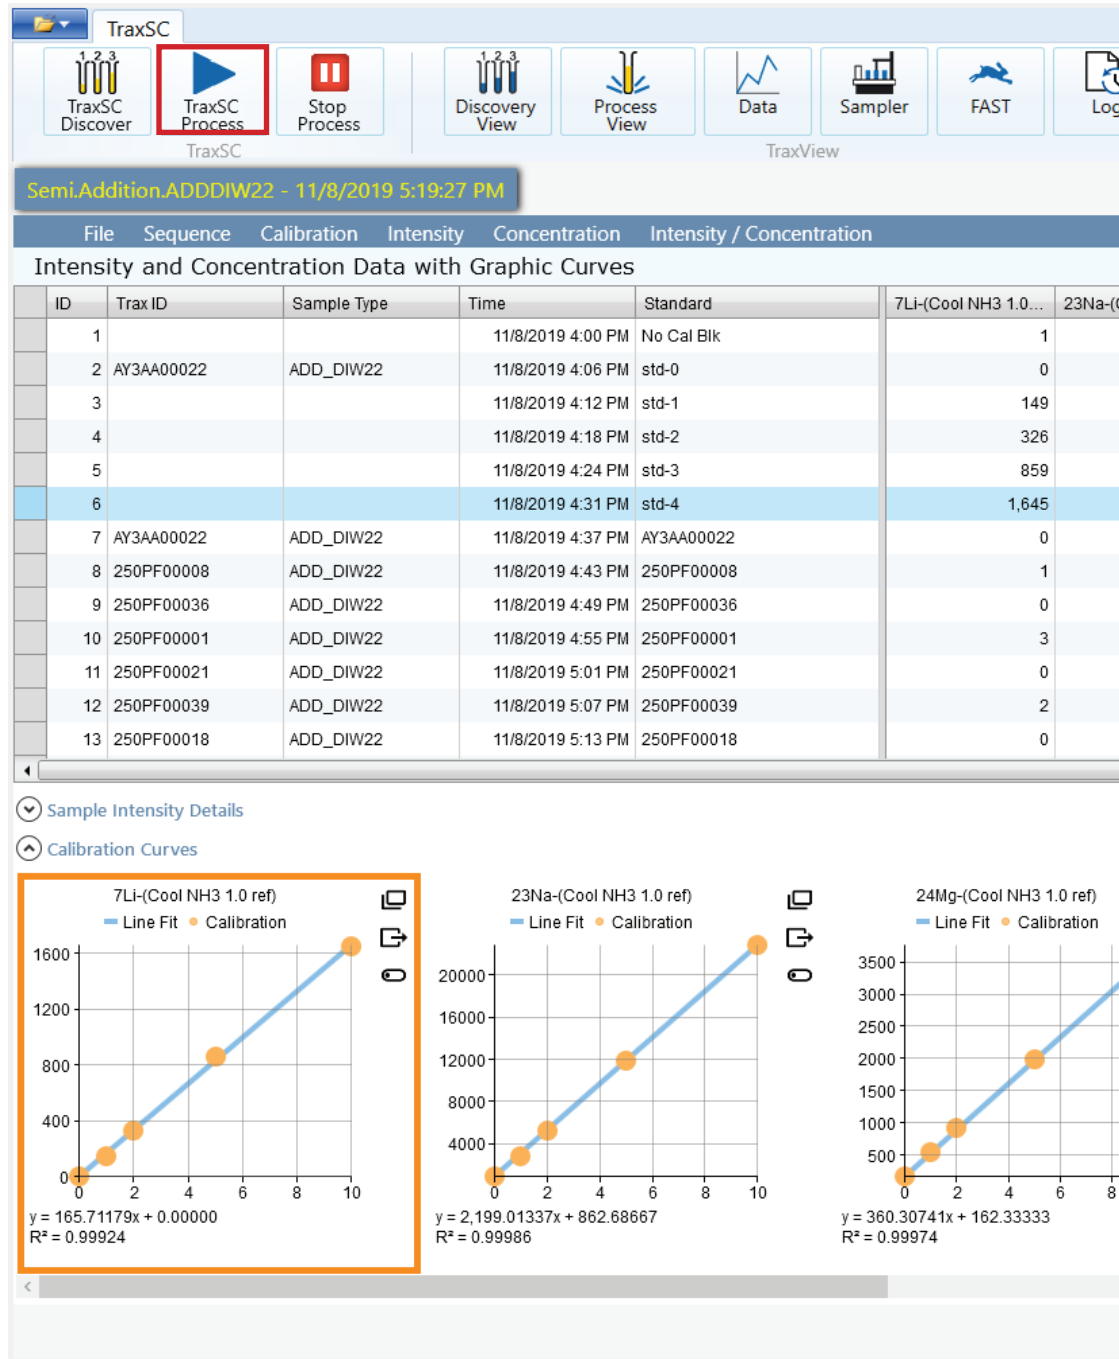 TraxSC
1 2 3
TraxSC Discover
TraxSC Process
Stop Process
TraxSC
1 2 3
Discovery View
Process View
Data
Sampler
FAST
Log
TraxView
Semi.Addition.ADDDIW22 - 11/8/2019 5:19:27 PM
File Sequence Calibration Intensity Concentration Intensity / Concentration
Intensity and Concentration Data with Graphic Curves
ID Trax ID Sample Type Time Standard 7Li-(Cool NH3 1.0... 23Na-(
1 11/8/2019 4:00 PM No Cal Blk 1
2 AY3AA00022 ADD_DIW22 11/8/2019 4:06 PM std-0 0
3 11/8/2019 4:12 PM std-1 149
4 11/8/2019 4:18 PM std-2 326
5 11/8/2019 4:24 PM std-3 859
6 11/8/2019 4:31 PM std-4 1,645
7 AY3AA00022 ADD_DIW22 11/8/2019 4:37 PM AY3AA00022 0
8 250PF00008 ADD_DIW22 11/8/2019 4:43 PM 250PF00008 1
9 250PF00036 ADD_DIW22 11/8/2019 4:49 PM 250PF00036 0
10 250PF00001 ADD_DIW22 11/8/2019 4:55 PM 250PF00001 3
11 250PF00021 ADD_DIW22 11/8/2019 5:01 PM 250PF00021 0
12 250PF00039 ADD_DIW22 11/8/2019 5:07 PM 250PF00039 2
13 250PF00018 ADD_DIW22 11/8/2019 5:13 PM 250PF00018 0
Sample Intensity Details
Calibration Curves
7Li-(Cool NH3 1.0 ref)
Line Fit Calibration
1600
1200
800
400
0
0 2 4 6 8 10
y = 165.71179x + 0.00000
R² = 0.99924
23Na-(Cool NH3 1.0 ref)
Line Fit Calibration
20000
16000
12000
8000
4000
0 2 4 6 8 10
y = 2,199.01337x + 862.68667
R² = 0.99986
24Mg-(Cool NH3 1.0 ref)
Line Fit Calibration
3500
3000
2500
2000
1500
1000
500
0 2 4 6 8
y = 360.30741x + 162.33333
R² = 0.99974